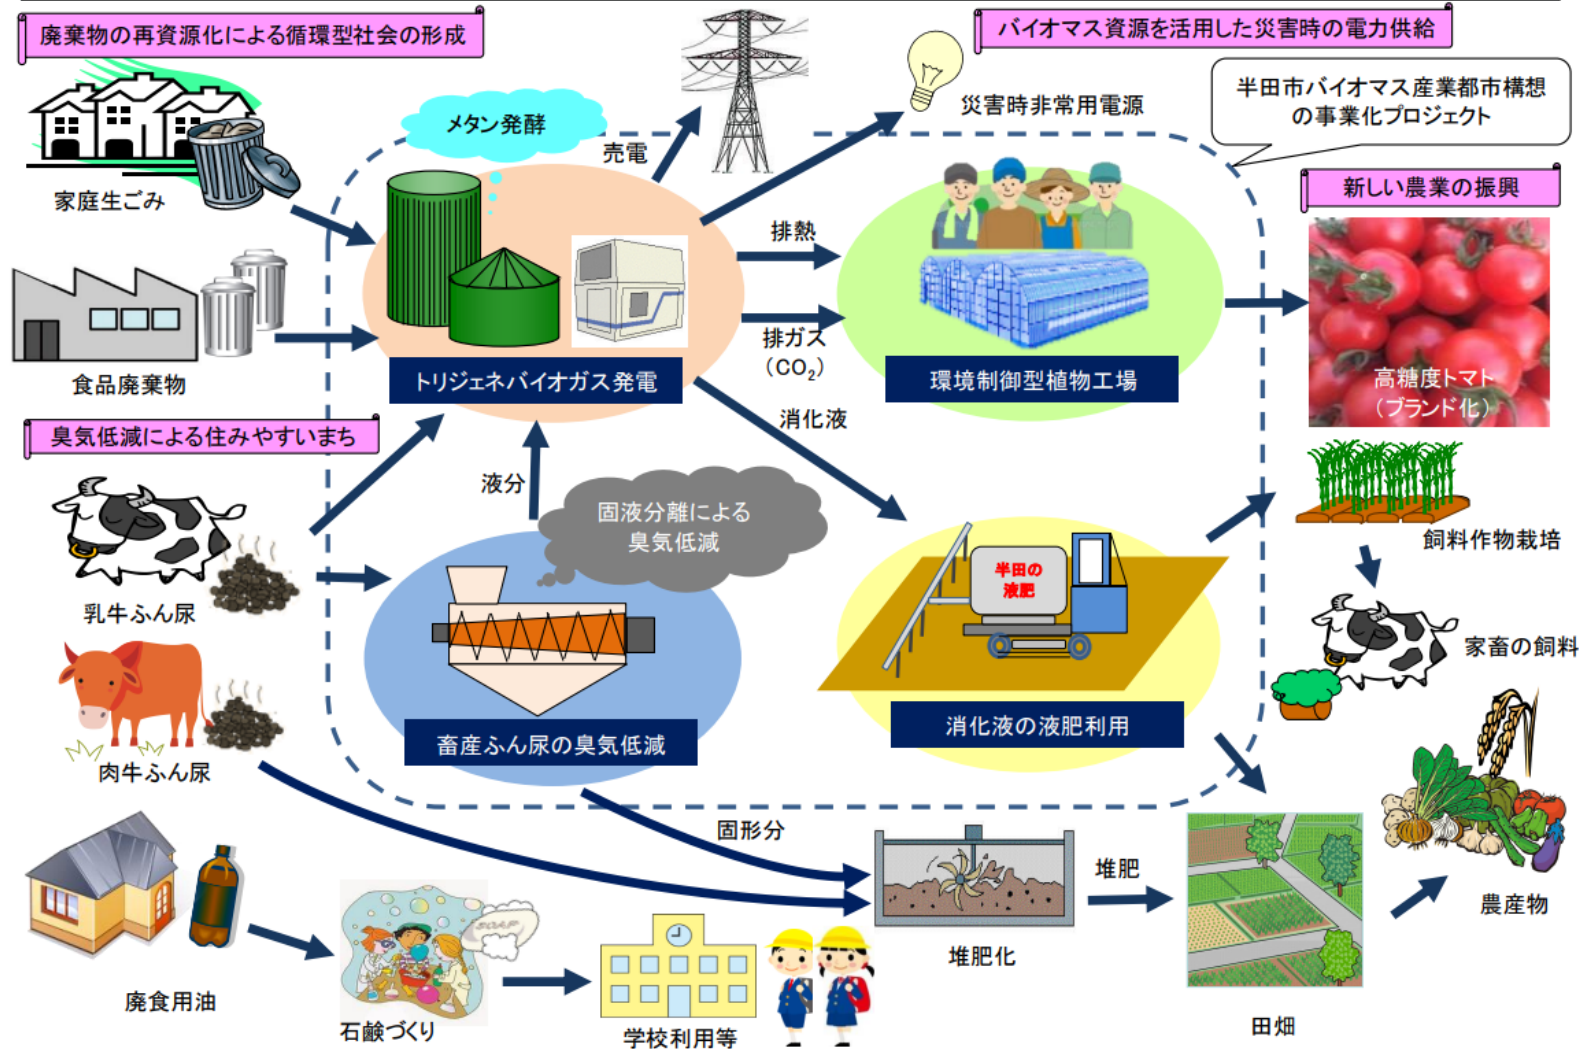 廃棄物の再資源化による循環型社会の形成
バイオマス資源を活用した災害時の電力供給
半田市バイオマス産業都市構想
の事業化プロジェクト
災害時非常用電源
メタン発酵
売電
新しい農業の振興
家庭生ごみ
排熱
排ガス
（CO₂）
食品廃棄物
トリジェネバイオガス発電
環境制御型植物工場
高糖度トマト
（ブランド化）
消化液
臭気低減による住みやすいまち
液分
固液分離による
臭気低減
飼料作物栽培
半田の
液肥
乳牛ふん尿
家畜の飼料
畜産ふん尿の臭気低減
消化液の液肥利用
肉牛ふん尿
固形分
堆肥
農産物
堆肥化
SOAP
廃食用油
石鹸づくり
学校利用等
田畑